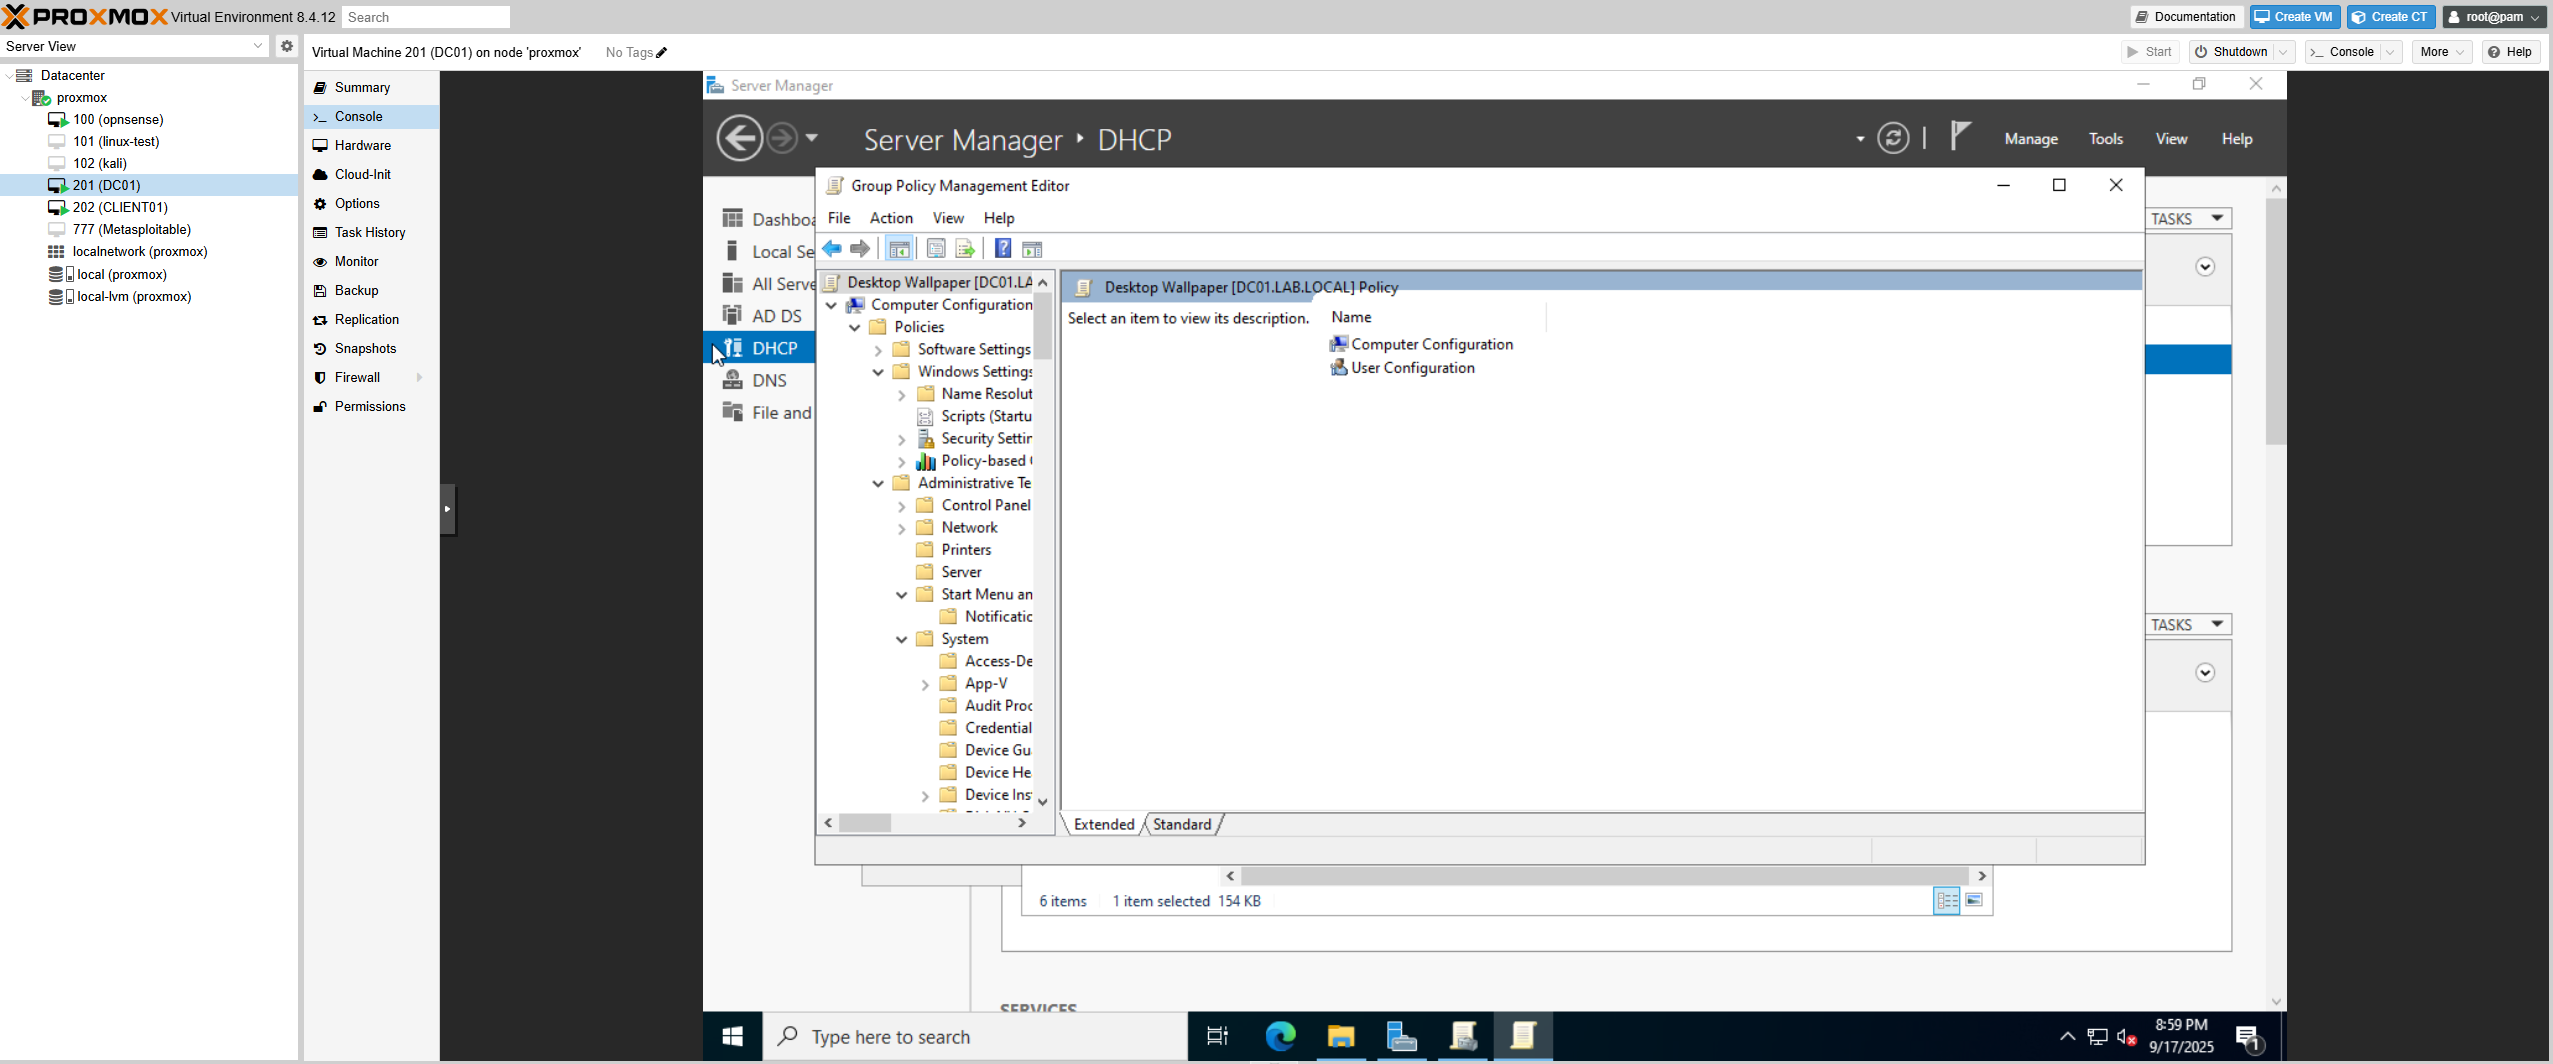 PROXMOX Virtual Environment 8.4.12 Search Documentation Create VM Create CT root@pam
Server View
Virtual Machine 201 (DC01) on node 'proxmox' No Tags Start Shutdown Console More Help
Datacenter
proxmox
100 (opnsense)
101 (linux-test)
102 (kali)
201 (DC01)
202 (CLIENT01)
777 (Metasploitable)
localnetwork (proxmox)
local (proxmox)
local-lvm (proxmox)
Summary
Console
Hardware
Cloud-Init
Options
Task History
Monitor
Backup
Replication
Snapshots
Firewall
Permissions
Server Manager
Server Manager DHCP Manage Tools View Help
Dashboa
Local Se
All Serve
AD DS
DHCP
DNS
File and
TASKS
TASKS
Group Policy Management Editor
File Action View Help
Desktop Wallpaper [DC01.LA
Computer Configuration
Policies
Software Settings
Windows Settings
Name Resolut
Scripts (Startu
Security Settin
Policy-based
Administrative Te
Control Panel
Network
Printers
Server
Start Menu an
Notificatic
System
Access-De
App-V
Audit Proc
Credential
Device Gu
Device He
Device Ins
Desktop Wallpaper [DC01.LAB.LOCAL] Policy
Select an item to view its description.
Name
Computer Configuration
User Configuration
Extended Standard
6 items 1 item selected 154 KB
SERVICES
Type here to search
8:59 PM
9/17/2025
1